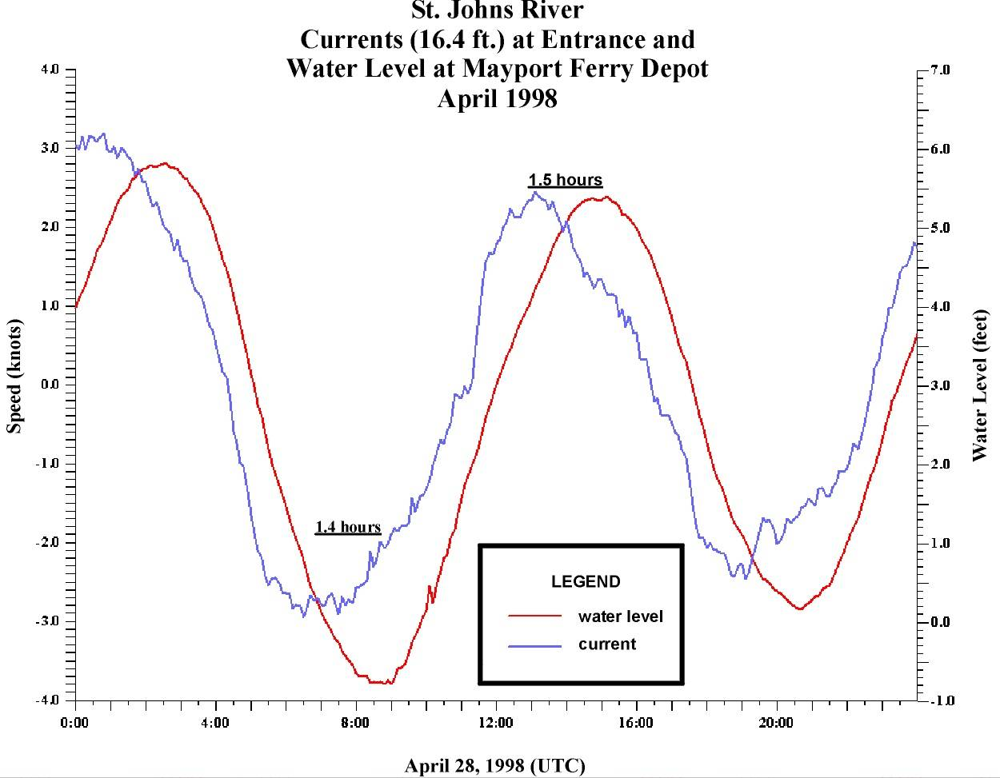 St. Johns River
Currents (16.4 ft.) at Entrance and
Water Level at Mayport Ferry Depot
April 1998
4.0
3.0
2.0
1.0
0.0
-1.0
-2.0
-3.0
-4.0
Speed (knots)
1.5 hours
1.4 hours
LEGEND
water level
current
7.0
6.0
5.0
4.0
3.0
2.0
1.0
0.0
-1.0
Water Level (feet)
0:00 4:00 8:00 12:00 16:00 20:00
April 28, 1998 (UTC)